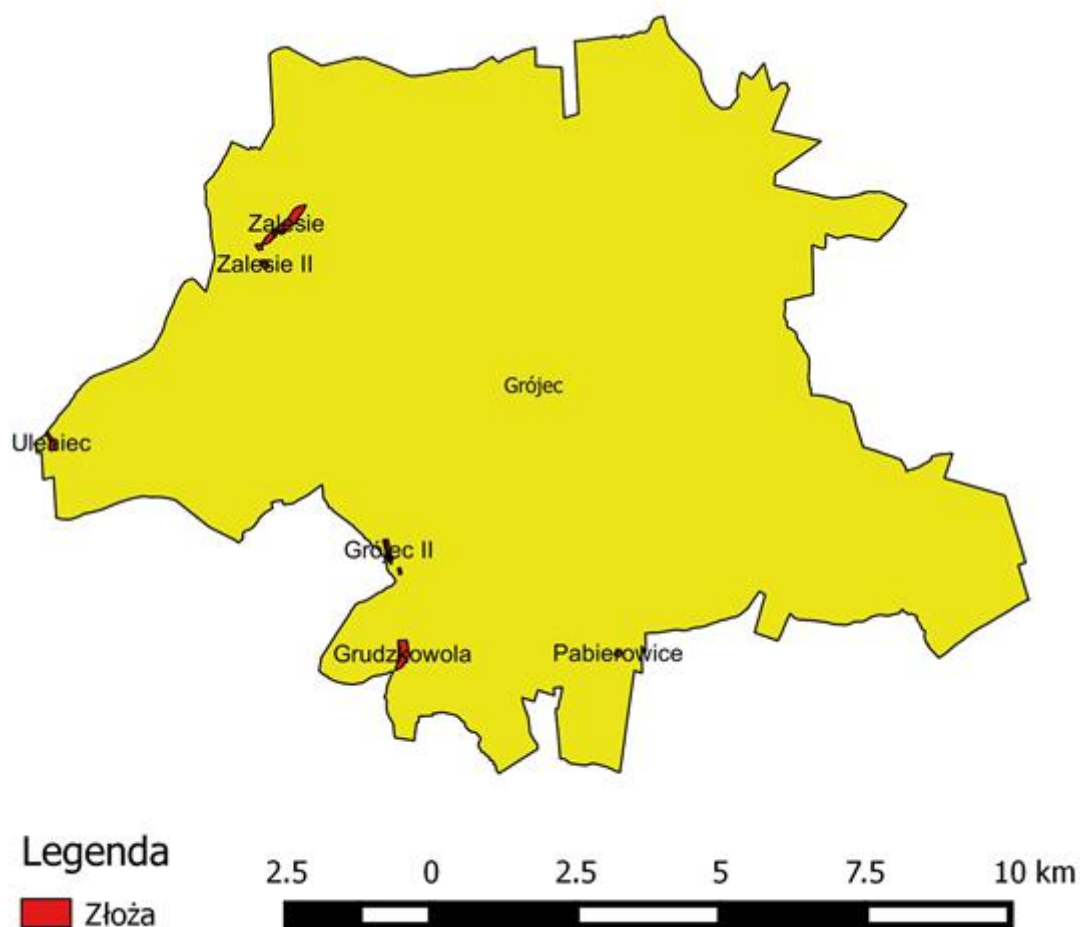 Zalesie
Zalesie II
Grójec
Uleniec
Grójec II
Grudzkowola
Pabierowice
Legenda
Złoża
2.5 0 2.5 5 7.5 10 km